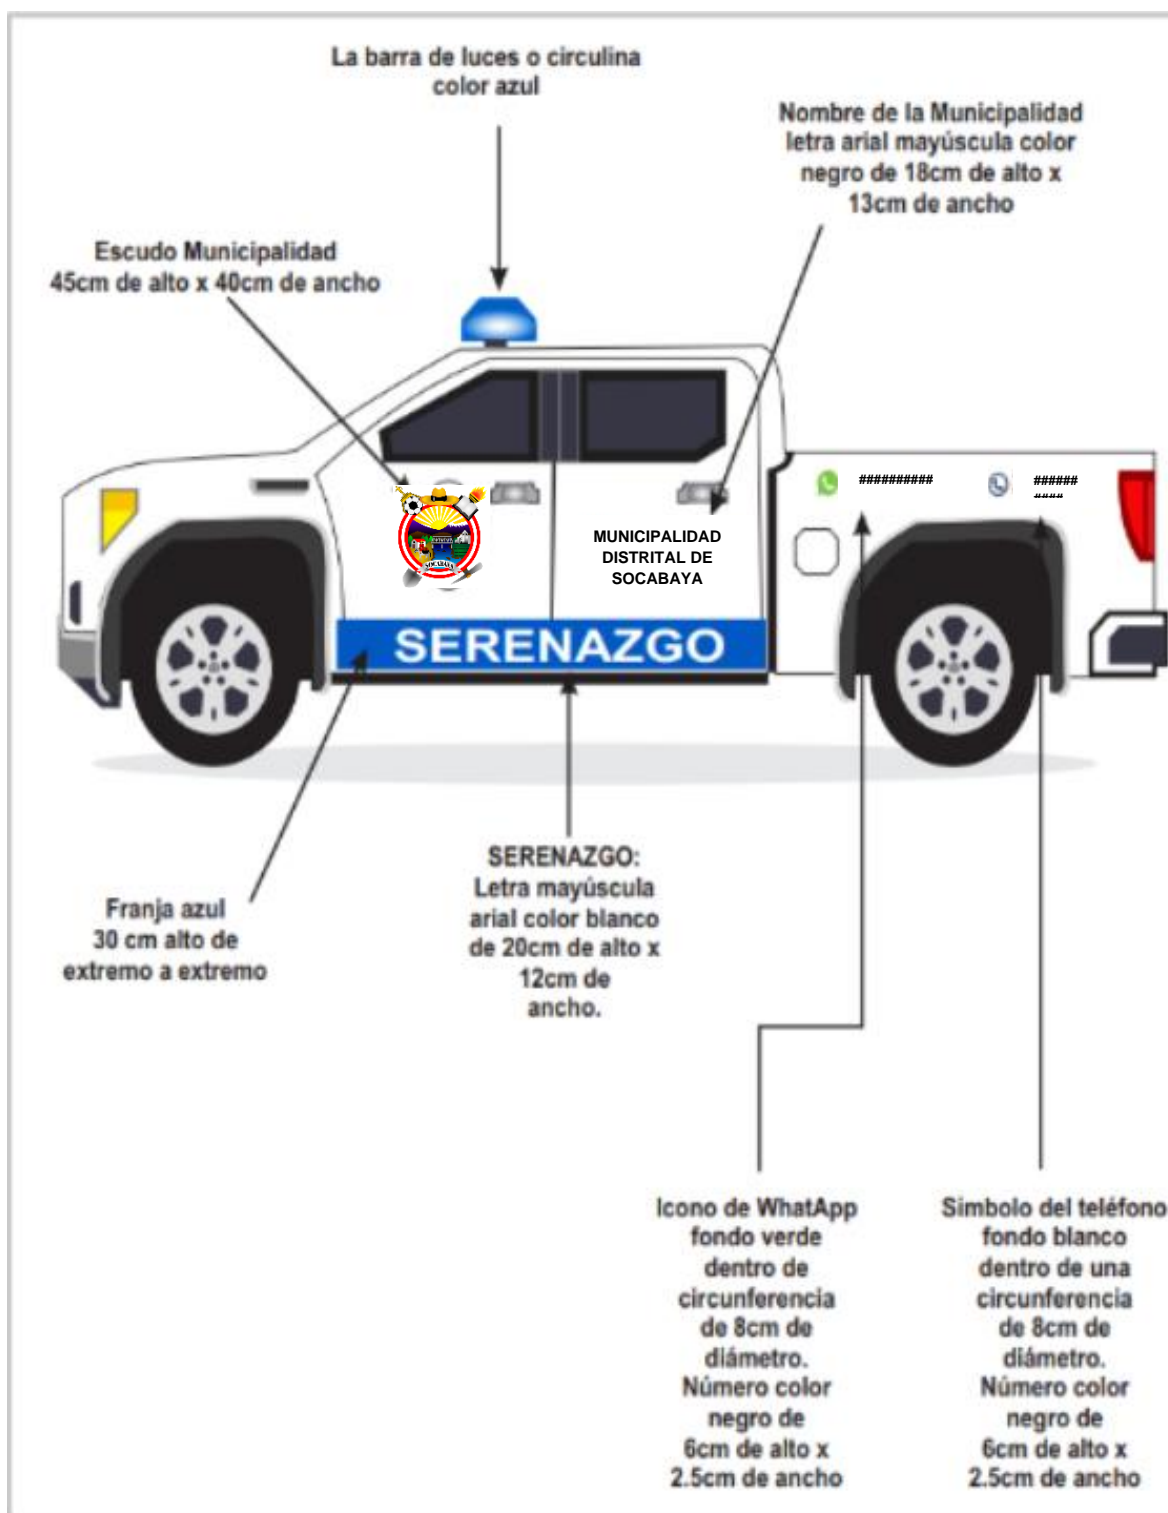 La barra de luces o circulina
color azul
Nombre de la Municipalidad
letra arial mayúscula color
negro de 18cm de alto x
13cm de ancho
Escudo Municipalidad
45cm de alto x 40cm de ancho
##########
######
####
SOCABAYA
MUNICIPALIDAD
DISTRITAL DE
SOCABAYA
SERENAZGO
SERENAZGO:
Letra mayúscula
arial color blanco
de 20cm de alto x
12cm de
ancho.
Franja azul
30 cm alto de
extremo a extremo
Icono de WhatApp
fondo verde
dentro de
circunferencia
de 8cm de
diámetro.
Número color
negro de
6cm de alto x
2.5cm de ancho
Simbolo del teléfono
fondo blanco
dentro de una
circunferencia
de 8cm de
diámetro.
Número color
negro de
6cm de alto x
2.5cm de ancho